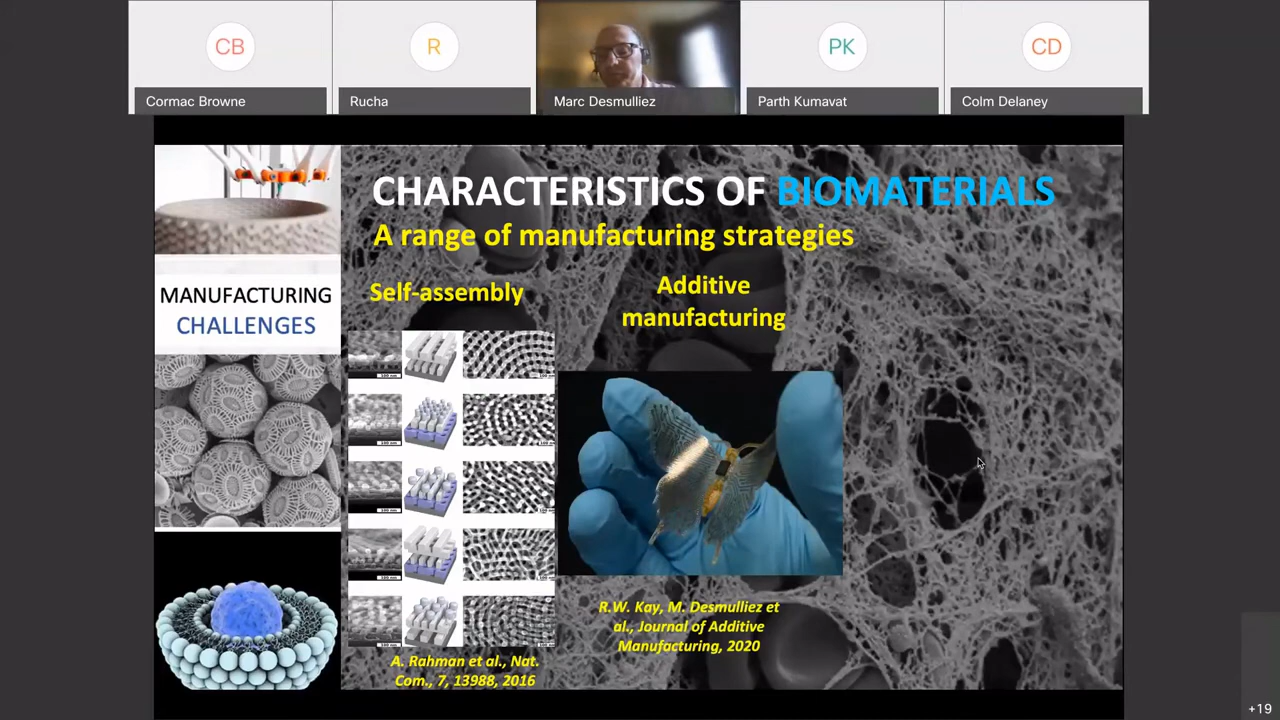 CB
R
PK
CD
Cormac Browne
Rucha
Marc Desmulliez
Parth Kumavat
Colm Delaney
CHARACTERISTICS OF BIOMATERIALS
A range of manufacturing strategies
MANUFACTURING
CHALLENGES
Self-assembly
Additive
manufacturing
A. Rahman et al., Nat.
Com., 7, 13988, 2016
R.W. Kay, M. Desmulliez et
al., Journal of Additive
Manufacturing, 2020
+19